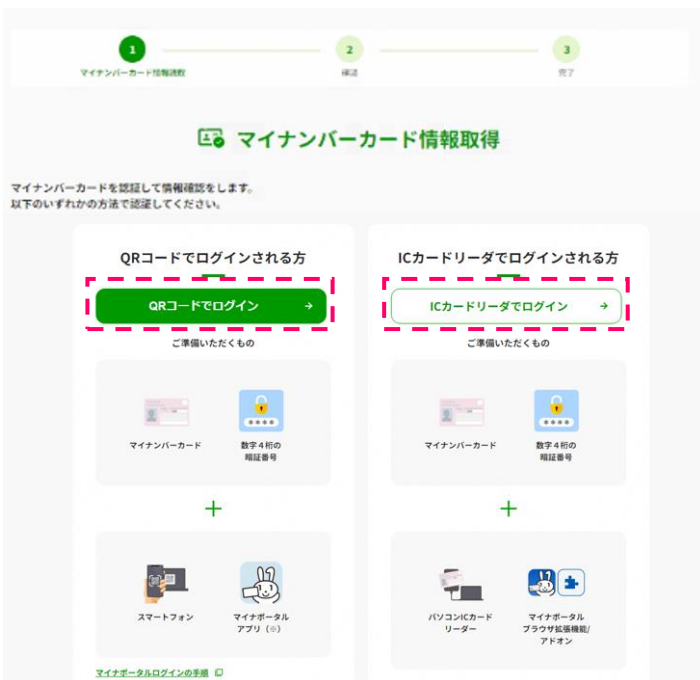 1
2
3
マイナンバーカード情報読取
確認
完了
マイナンバーカード情報取得
マイナンバーカードを認証して情報確認をします。
以下のいずれかの方法で認証してください。
QRコードでログインされる方
QRコードでログイン →
ご準備いただくもの
マイナンバーカード
数字4桁の
暗証番号
+
スマートフォン
マイナポータル
アプリ（※）
マイナポータルログインの手順
ICカードリーダでログインされる方
ICカードリーダでログイン →
ご準備いただくもの
マイナンバーカード
数字4桁の
暗証番号
+
パソコンICカード
リーダー
マイナポータル
ブラウザ拡張機能/
アドオン